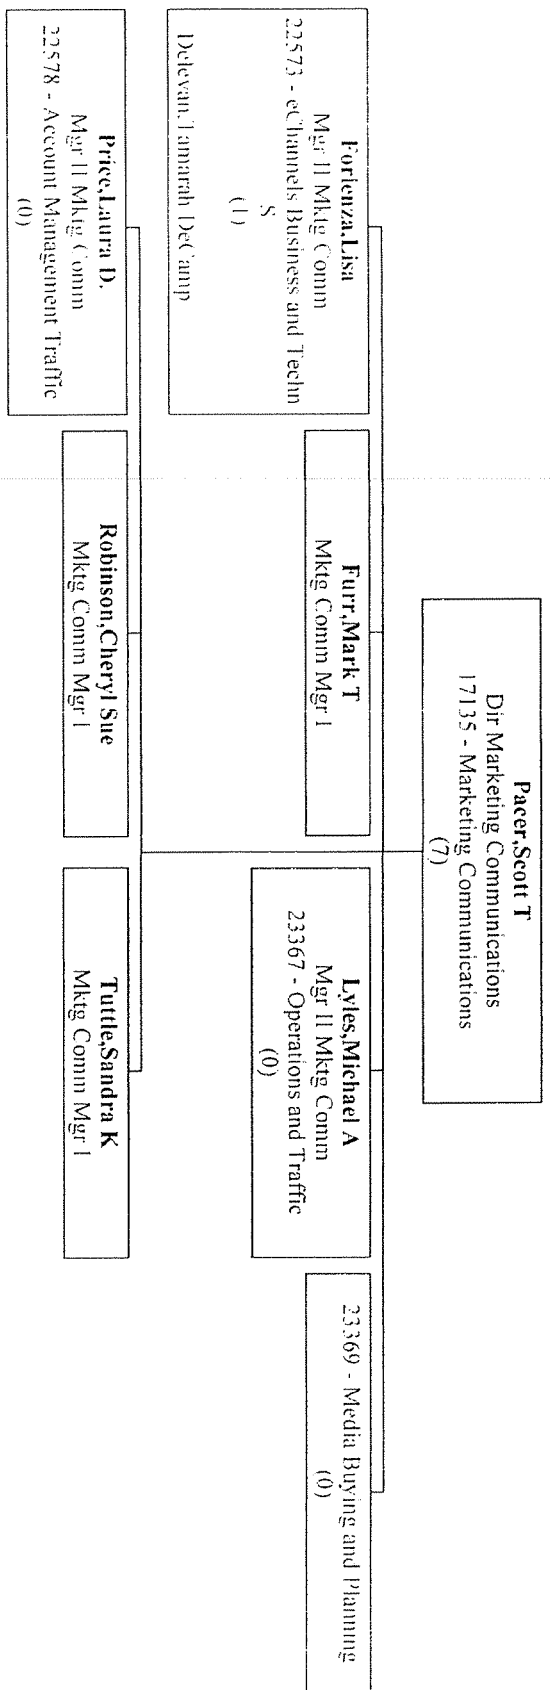 Pacer,Scott T
Dir Marketing Communications
17135 - Marketing Communications
(7)
Forienza,Lisa
Mgr II Mktg Comm
22573 - eChannels Business and Techn
S
(1)
Delevan,Tamarah DeCamp
Furr,Mark T
Mktg Comm Mgr I
Lyles,Michael A
Mgr II Mktg Comm
23367 - Operations and Traffic
(0)
23369 - Media Buying and Planning
(0)
Price,Laura D.
Mgr II Mktg Comm
22578 - Account Management Traffic
(0)
Robinson,Cheryl Sue
Mktg Comm Mgr I
Tuttle,Sandra K
Mktg Comm Mgr I